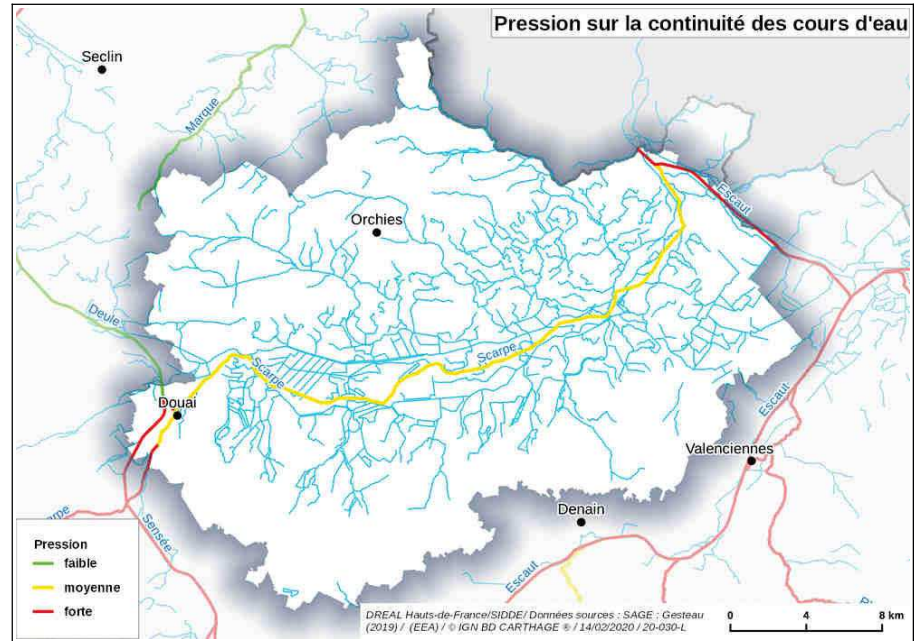 Pression sur la continuité des cours d'eau
Seclin
Marque
Escaut
Orchies
Deule
Scarpe
Scarpe
Douai
Escaut
Valenciennes
Denain
Sensée
Escaut
Pression
faible
moyenne
forte
DREAL Hauts-de-France/SIDDE/ Données sources : SAGE : Gesteau
(2019) / (EEA) / © IGN BD CARTHAGE ® / 14/02/2020 / 20-030-L
0 4 8 km